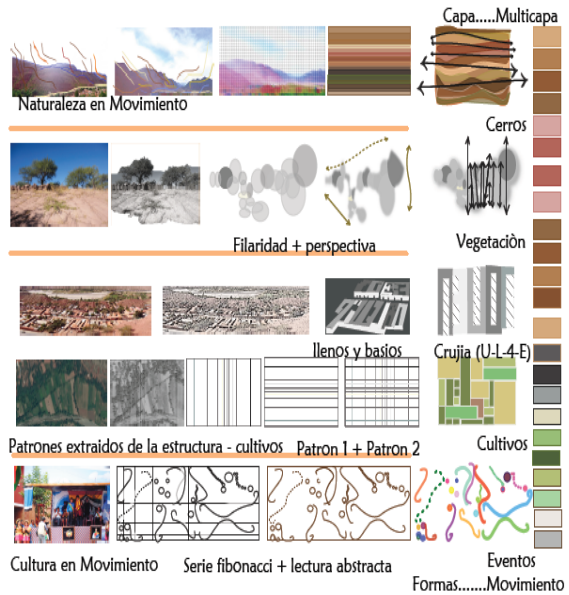 Capa.....Multicapa
Naturaleza en Movimiento
Cerros
Filaridad + perspectiva
Vegetaciòn
llenos y basios
Crujia (U-L-4-E)
Patrones extraidos de la estructura - cultivos
Patron 1 + Patron 2
Cultivos
Cultura en Movimiento
Serie fibonacci + lectura abstracta
Eventos
Formas.......Movimiento